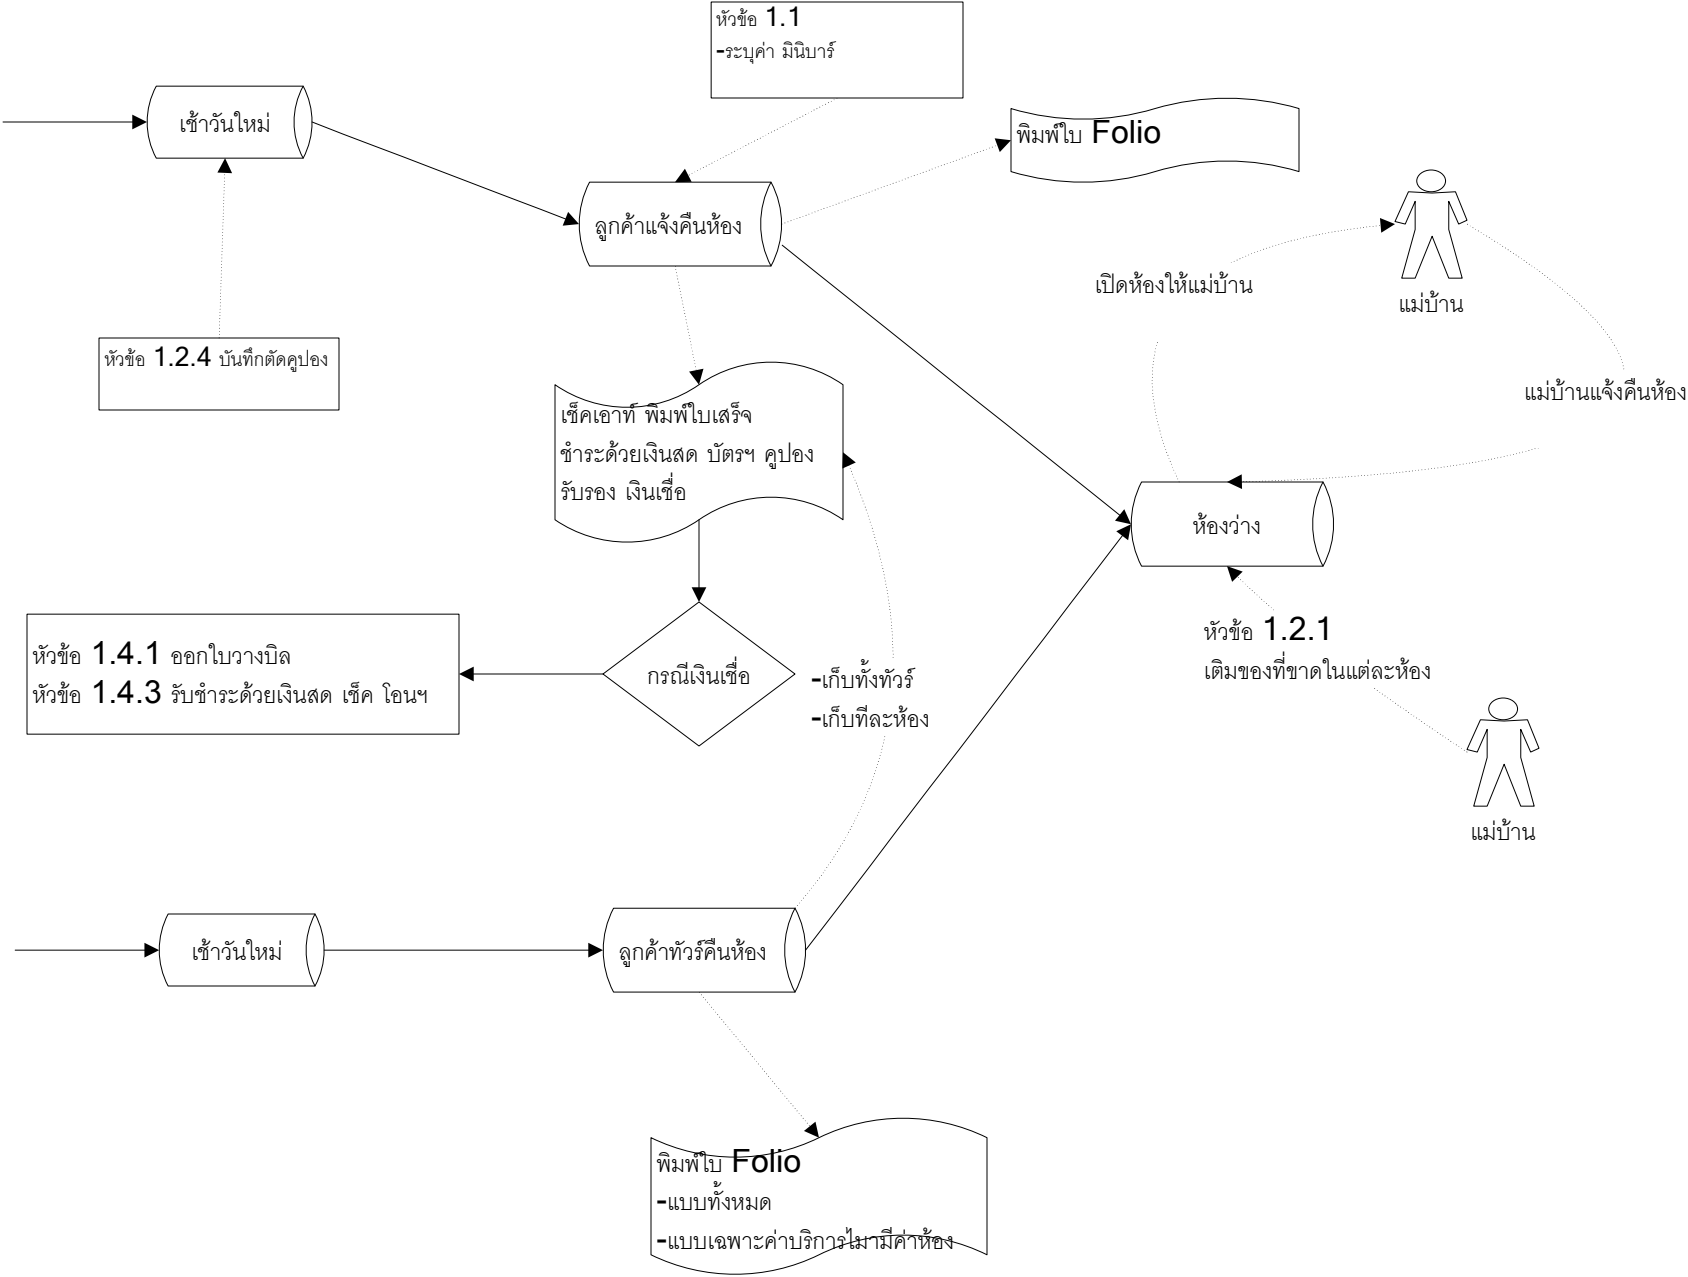 หัวข้อ 1.1
-ระบุค่า มินิบาร์
เช้าวันใหม่
พิมพ์ใบ Folio
ลูกค้าแจ้งคืนห้อง
เปิดห้องให้แม่บ้าน
แม่บ้าน
หัวข้อ 1.2.4 บันทึกตัดคูปอง
แม่บ้านแจ้งคืนห้อง
เช็คเอาท์ พิมพ์ใบเสร็จ
ชำระด้วยเงินสด บัตรฯ คูปอง
รับรอง เงินเชื่อ
ห้องว่าง
หัวข้อ 1.2.1
เติมของที่ขาดในแต่ละห้อง
หัวข้อ 1.4.1 ออกใบวางบิล
หัวข้อ 1.4.3 รับชำระด้วยเงินสด เช็ค โอนฯ
กรณีเงินเชื่อ
-เก็บทั้งทัวร์
-เก็บทีละห้อง
แม่บ้าน
เช้าวันใหม่
ลูกค้าทัวร์คืนห้อง
พิมพ์ใบ Folio
-แบบทั้งหมด
-แบบเฉพาะค่าบริการไมามีค่าห้อง